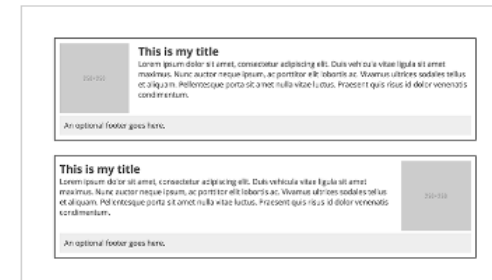 This is my title
Lorem ipsum dolor sit amet, consectetur adipiscing elit. Duis vehicula vitae ligula sit amet
maximus. Nunc auctor neque ipsum, ac porttitor elit lobortis ac. Vivamus ultrices sodales tellus
et aliquam. Pellentesque porta sit amet nulla vitae luctus. Praesent quis risus id dolor venenatis
condimentum.
An optional footer goes here.
This is my title
Lorem ipsum dolor sit amet, consectetur adipiscing elit. Duis vehicula vitae ligula sit amet
maximus. Nunc auctor neque ipsum, ac porttitor elit lobortis ac. Vivamus ultrices sodales tellus
et aliquam. Pellentesque porta sit amet nulla vitae luctus. Praesent quis risus id dolor venenatis
condimentum.
An optional footer goes here.